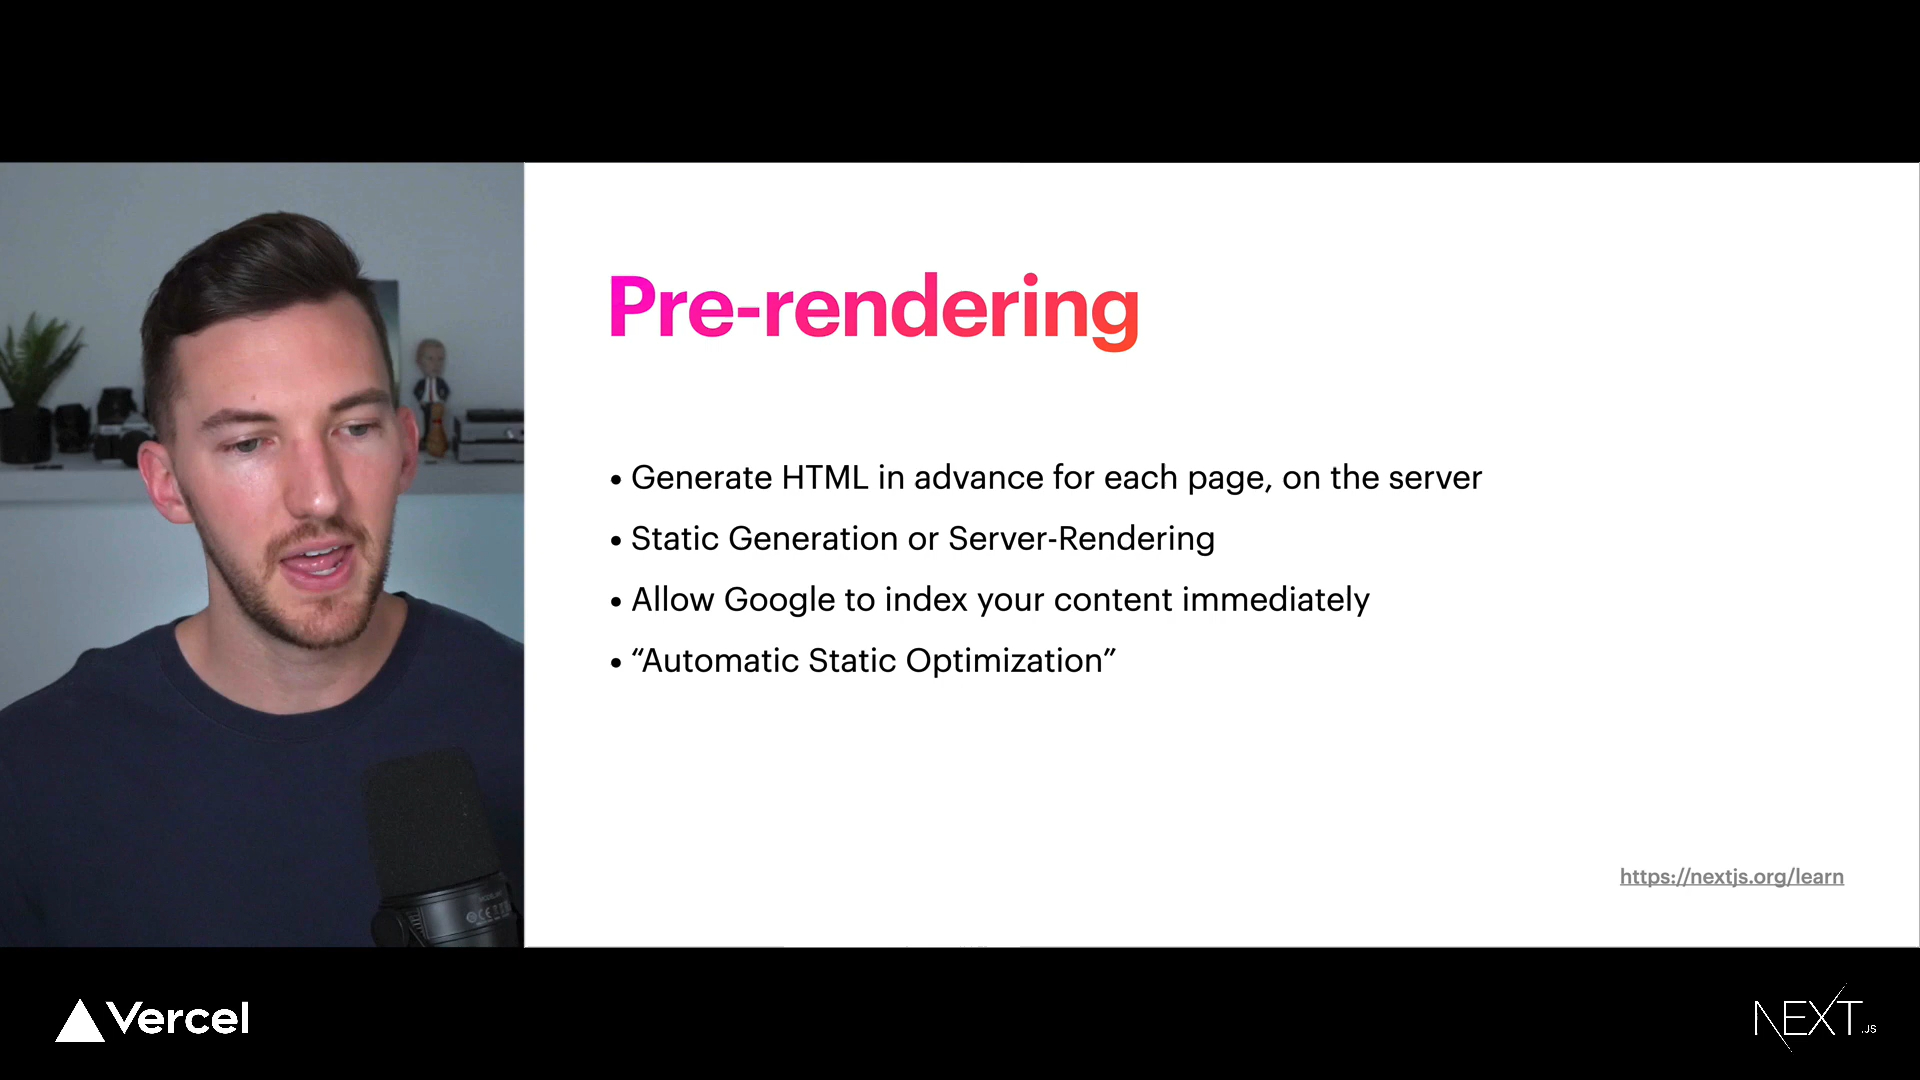 Pre-rendering
• Generate HTML in advance for each page, on the server
• Static Generation or Server-Rendering
• Allow Google to index your content immediately
• “Automatic Static Optimization”
https://nextjs.org/learn
Vercel
NEXT.JS